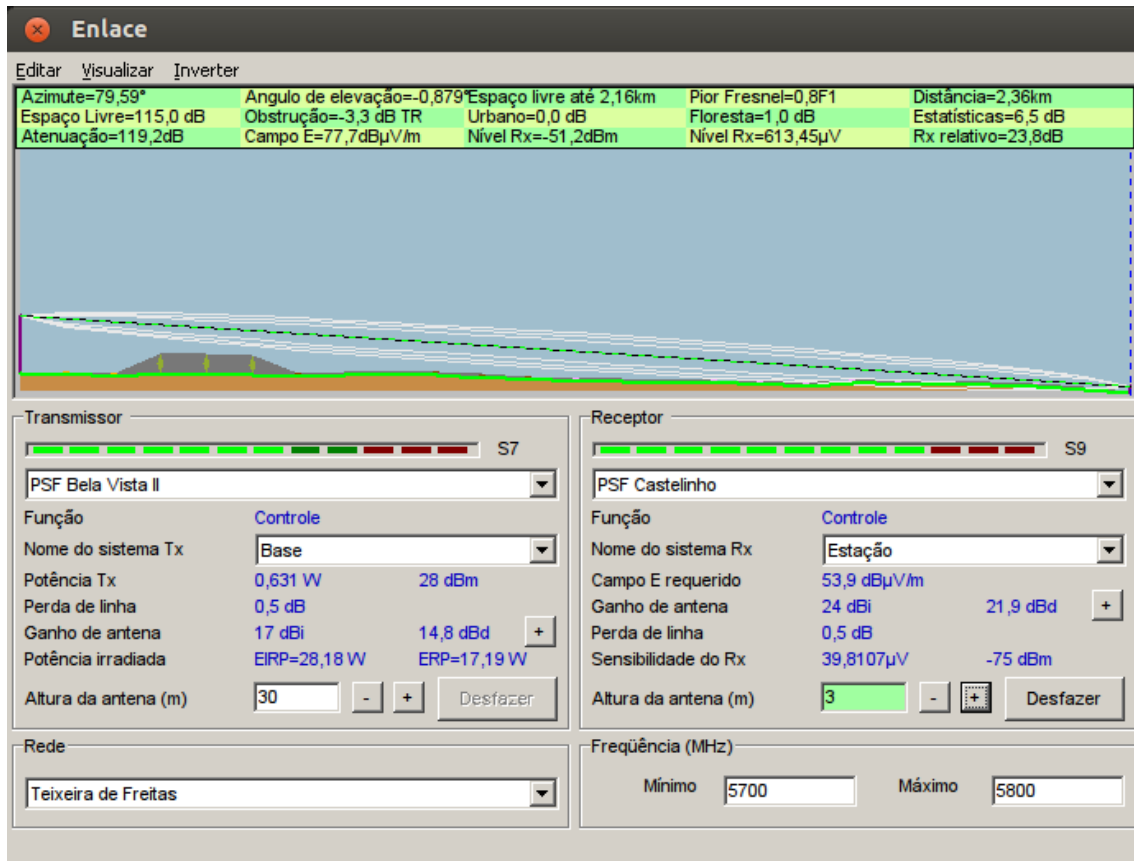 Enlace
Editar Visualizar Inverter
Azimute=79,59° Angulo de elevação=-0,879° Espaço livre até 2,16km Pior Fresnel=0,8F1 Distância=2,36km
Espaço Livre=115,0 dB Obstrução=-3,3 dB TR Urbano=0,0 dB Floresta=1,0 dB Estatísticas=6,5 dB
Atenuação=119,2dB Campo E=77,7dBµV/m Nível Rx=-51,2dBm Nível Rx=613,45µV Rx relativo=23,8dB
Transmissor
S7
PSF Bela Vista II
Função Controle
Nome do sistema Tx Base
Potência Tx 0,631 W 28 dBm
Perda de linha 0,5 dB
Ganho de antena 17 dBi 14,8 dBd +
Potência irradiada EIRP=28,18 W ERP=17,19 W
Altura da antena (m) 30 - + Desfazer
Rede
Teixeira de Freitas
Receptor
S9
PSF Castelinho
Função Controle
Nome do sistema Rx Estação
Campo E requerido 53,9 dBµV/m
Ganho de antena 24 dBi 21,9 dBd +
Perda de linha 0,5 dB
Sensibilidade do Rx 39,8107µV -75 dBm
Altura da antena (m) 3 - + Desfazer
Freqüência (MHz)
Mínimo 5700 Máximo 5800